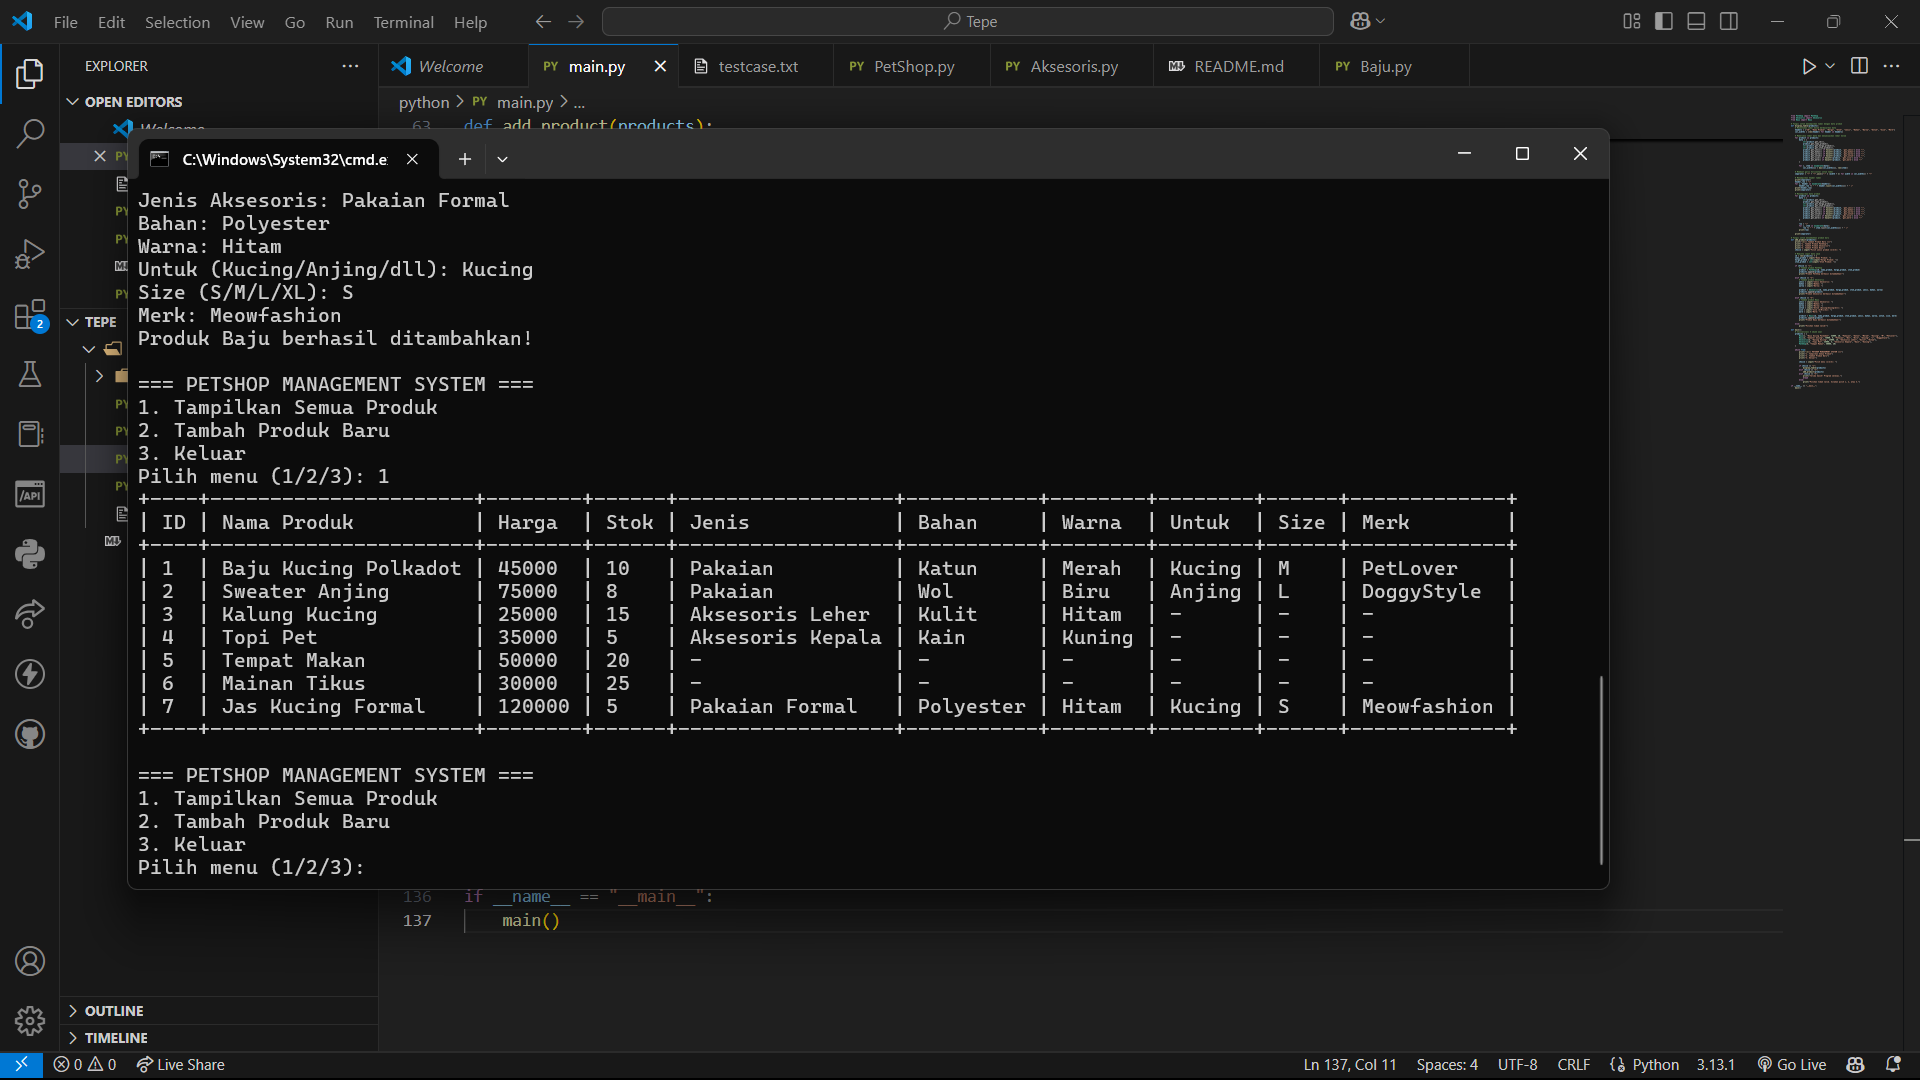 File Edit Selection View Go Run Terminal Help
Tepe
EXPLORER
Welcome
PY main.py
testcase.txt
PY PetShop.py
PY Aksesoris.py
README.md
PY Baju.py
OPEN EDITORS
python > PY main.py > ...
Welcome
63 def add_product(products):
C:\Windows\System32\cmd.e
Jenis Aksesoris: Pakaian Formal
Bahan: Polyester
Warna: Hitam
Untuk (Kucing/Anjing/dll): Kucing
Size (S/M/L/XL): S
Merk: Meowfashion
Produk Baju berhasil ditambahkan!
=== PETSHOP MANAGEMENT SYSTEM ===
1. Tampilkan Semua Produk
2. Tambah Produk Baru
3. Keluar
Pilih menu (1/2/3): 1
+----+----------------------+--------+------+------------------+-----------+--------+--------+------+-------------+
| ID | Nama Produk          | Harga  | Stok | Jenis            | Bahan     | Warna  | Untuk  | Size | Merk        |
+----+----------------------+--------+------+------------------+-----------+--------+--------+------+-------------+
| 1  | Baju Kucing Polkadot | 45000  | 10   | Pakaian          | Katun     | Merah  | Kucing | M    | PetLover    |
| 2  | Sweater Anjing       | 75000  | 8    | Pakaian          | Wol       | Biru   | Anjing | L    | DoggyStyle  |
| 3  | Kalung Kucing        | 25000  | 15   | Aksesoris Leher  | Kulit     | Hitam  | -      | -    | -           |
| 4  | Topi Pet             | 35000  | 5    | Aksesoris Kepala | Kain      | Kuning | -      | -    | -           |
| 5  | Tempat Makan         | 50000  | 20   | -                | -         | -      | -      | -    | -           |
| 6  | Mainan Tikus         | 30000  | 25   | -                | -         | -      | -      | -    | -           |
| 7  | Jas Kucing Formal    | 120000 | 5    | Pakaian Formal   | Polyester | Hitam  | Kucing | S    | Meowfashion |
+----+----------------------+--------+------+------------------+-----------+--------+--------+------+-------------+
=== PETSHOP MANAGEMENT SYSTEM ===
1. Tampilkan Semua Produk
2. Tambah Produk Baru
3. Keluar
Pilih menu (1/2/3):
TEPE
2
/API
136 if __name__ == "__main__":
137 main()
OUTLINE
TIMELINE
0 0 Live Share
Ln 137, Col 11 Spaces: 4 UTF-8 CRLF Python 3.13.1 Go Live